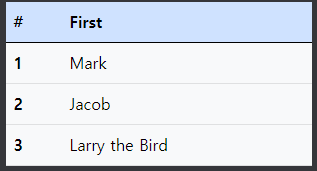 # First
1 Mark
2 Jacob
3 Larry the Bird